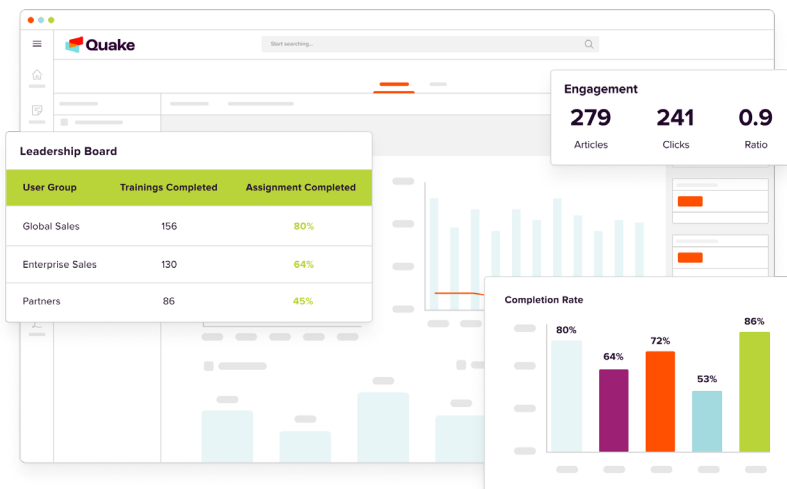 Quake
Start searching...
Engagement
279 241 0.9
Articles Clicks Ratio
Leadership Board
User Group Trainings Completed Assignment Completed
Global Sales 156 80%
Enterprise Sales 130 64%
Partners 86 45%
Completion Rate
80% 64% 72% 53% 86%